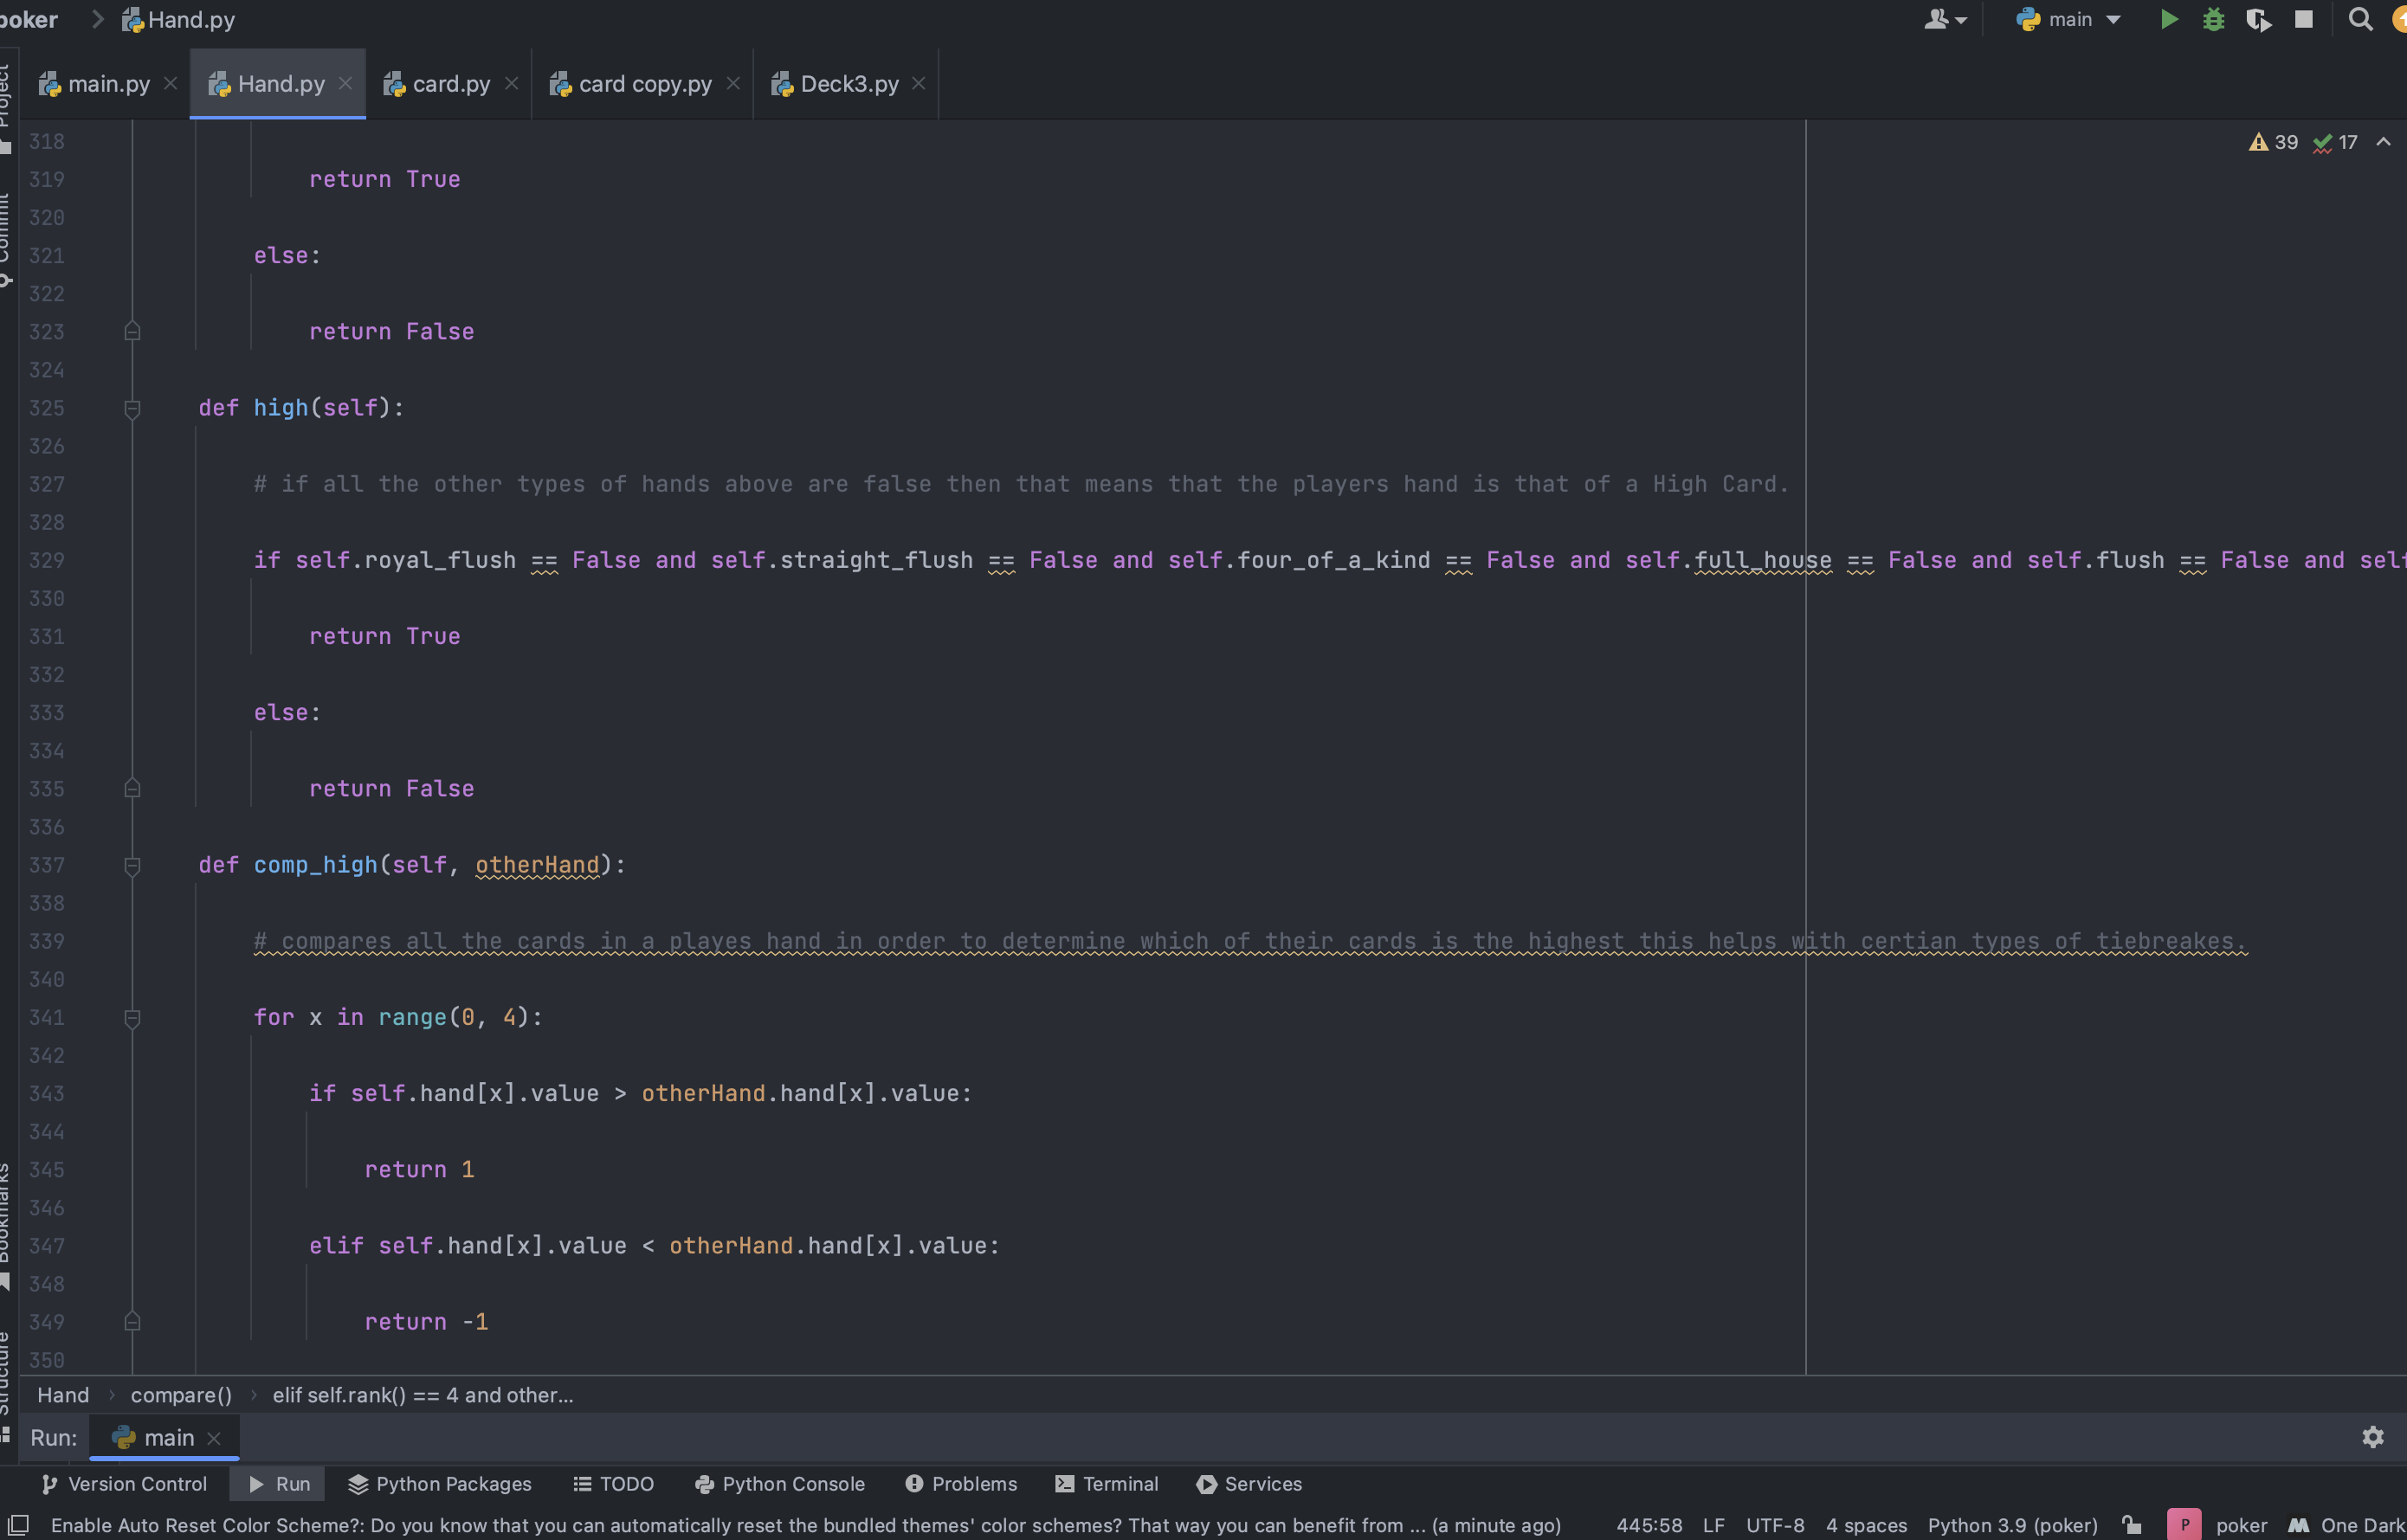 poker > Hand.py main
main.py Hand.py card.py card copy.py Deck3.py
Project
Commit
Bookmarks
Structure
39 17
318
319 return True
320
321 else:
322
323 return False
324
325 def high(self):
326
327 # if all the other types of hands above are false then that means that the players hand is that of a High Card.
328
329 if self.royal_flush == False and self.straight_flush == False and self.four_of_a_kind == False and self.full_house == False and self.flush == False and self
330
331 return True
332
333 else:
334
335 return False
336
337 def comp_high(self, otherHand):
338
339 # compares all the cards in a playes hand in order to determine which of their cards is the highest this helps with certian types of tiebreakes.
340
341 for x in range(0, 4):
342
343 if self.hand[x].value > otherHand.hand[x].value:
344
345 return 1
346
347 elif self.hand[x].value < otherHand.hand[x].value:
348
349 return -1
350
Hand > compare() > elif self.rank() == 4 and other...
Run: main
Version Control Run Python Packages TODO Python Console Problems Terminal Services
Enable Auto Reset Color Scheme?: Do you know that you can automatically reset the bundled themes' color schemes? That way you can benefit from ... (a minute ago) 445:58 LF UTF-8 4 spaces Python 3.9 (poker) P poker One Dark